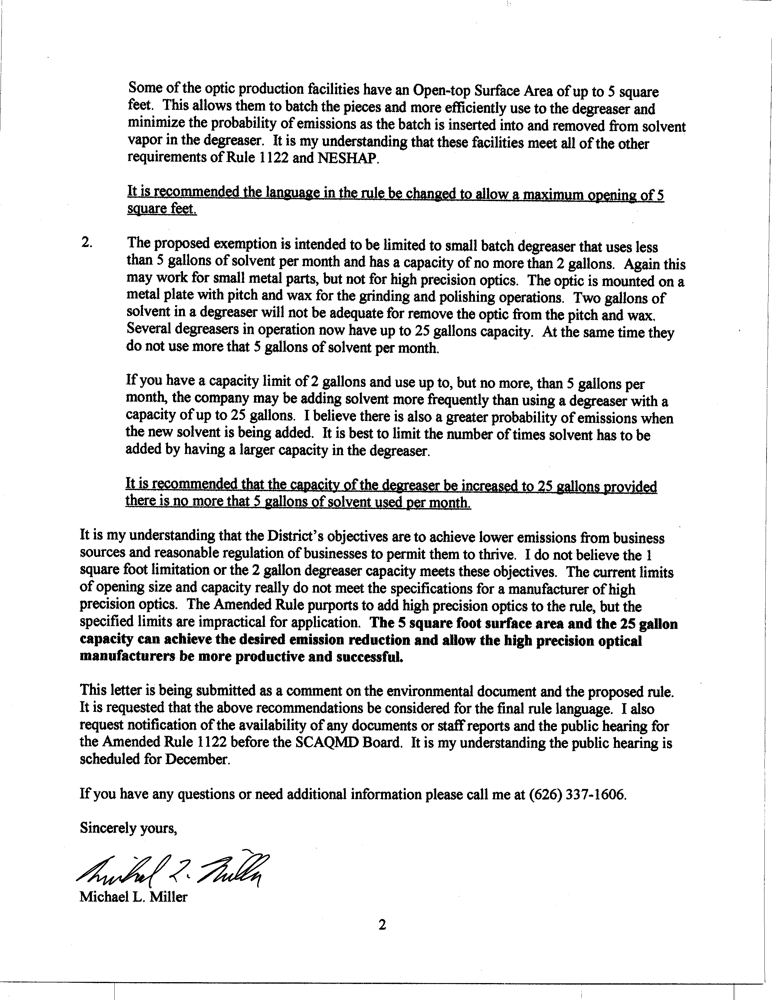 Some of the optic production facilities have an Open-top Surface Area of up to 5 square
feet. This allows them to batch the pieces and more efficiently use to the degreaser and
minimize the probability of emissions as the batch is inserted into and removed from solvent
vapor in the degreaser. It is my understanding that these facilities meet all of the other
requirements of Rule 1122 and NESHAP.
It is recommended the language in the rule be changed to allow a maximum opening of 5
square feet.
2. The proposed exemption is intended to be limited to small batch degreaser that uses less
than 5 gallons of solvent per month and has a capacity of no more than 2 gallons. Again this
may work for small metal parts, but not for high precision optics. The optic is mounted on a
metal plate with pitch and wax for the grinding and polishing operations. Two gallons of
solvent in a degreaser will not be adequate for remove the optic from the pitch and wax.
Several degreasers in operation now have up to 25 gallons capacity. At the same time they
do not use more that 5 gallons of solvent per month.
If you have a capacity limit of 2 gallons and use up to, but no more, than 5 gallons per
month, the company may be adding solvent more frequently than using a degreaser with a
capacity of up to 25 gallons. I believe there is also a greater probability of emissions when
the new solvent is being added. It is best to limit the number of times solvent has to be
added by having a larger capacity in the degreaser.
It is recommended that the capacity of the degreaser be increased to 25 gallons provided
there is no more that 5 gallons of solvent used per month.
It is my understanding that the District's objectives are to achieve lower emissions from business
sources and reasonable regulation of businesses to permit them to thrive. I do not believe the 1
square foot limitation or the 2 gallon degreaser capacity meets these objectives. The current limits
of opening size and capacity really do not meet the specifications for a manufacturer of high
precision optics. The Amended Rule purports to add high precision optics to the rule, but the
specified limits are impractical for application. The 5 square foot surface area and the 25 gallon
capacity can achieve the desired emission reduction and allow the high precision optical
manufacturers be more productive and successful.
This letter is being submitted as a comment on the environmental document and the proposed rule.
It is requested that the above recommendations be considered for the final rule language. I also
request notification of the availability of any documents or staff reports and the public hearing for
the Amended Rule 1122 before the SCAQMD Board. It is my understanding the public hearing is
scheduled for December.
If you have any questions or need additional information please call me at (626) 337-1606.
Sincerely yours,
Michael L. Miller
Michael L. Miller
2